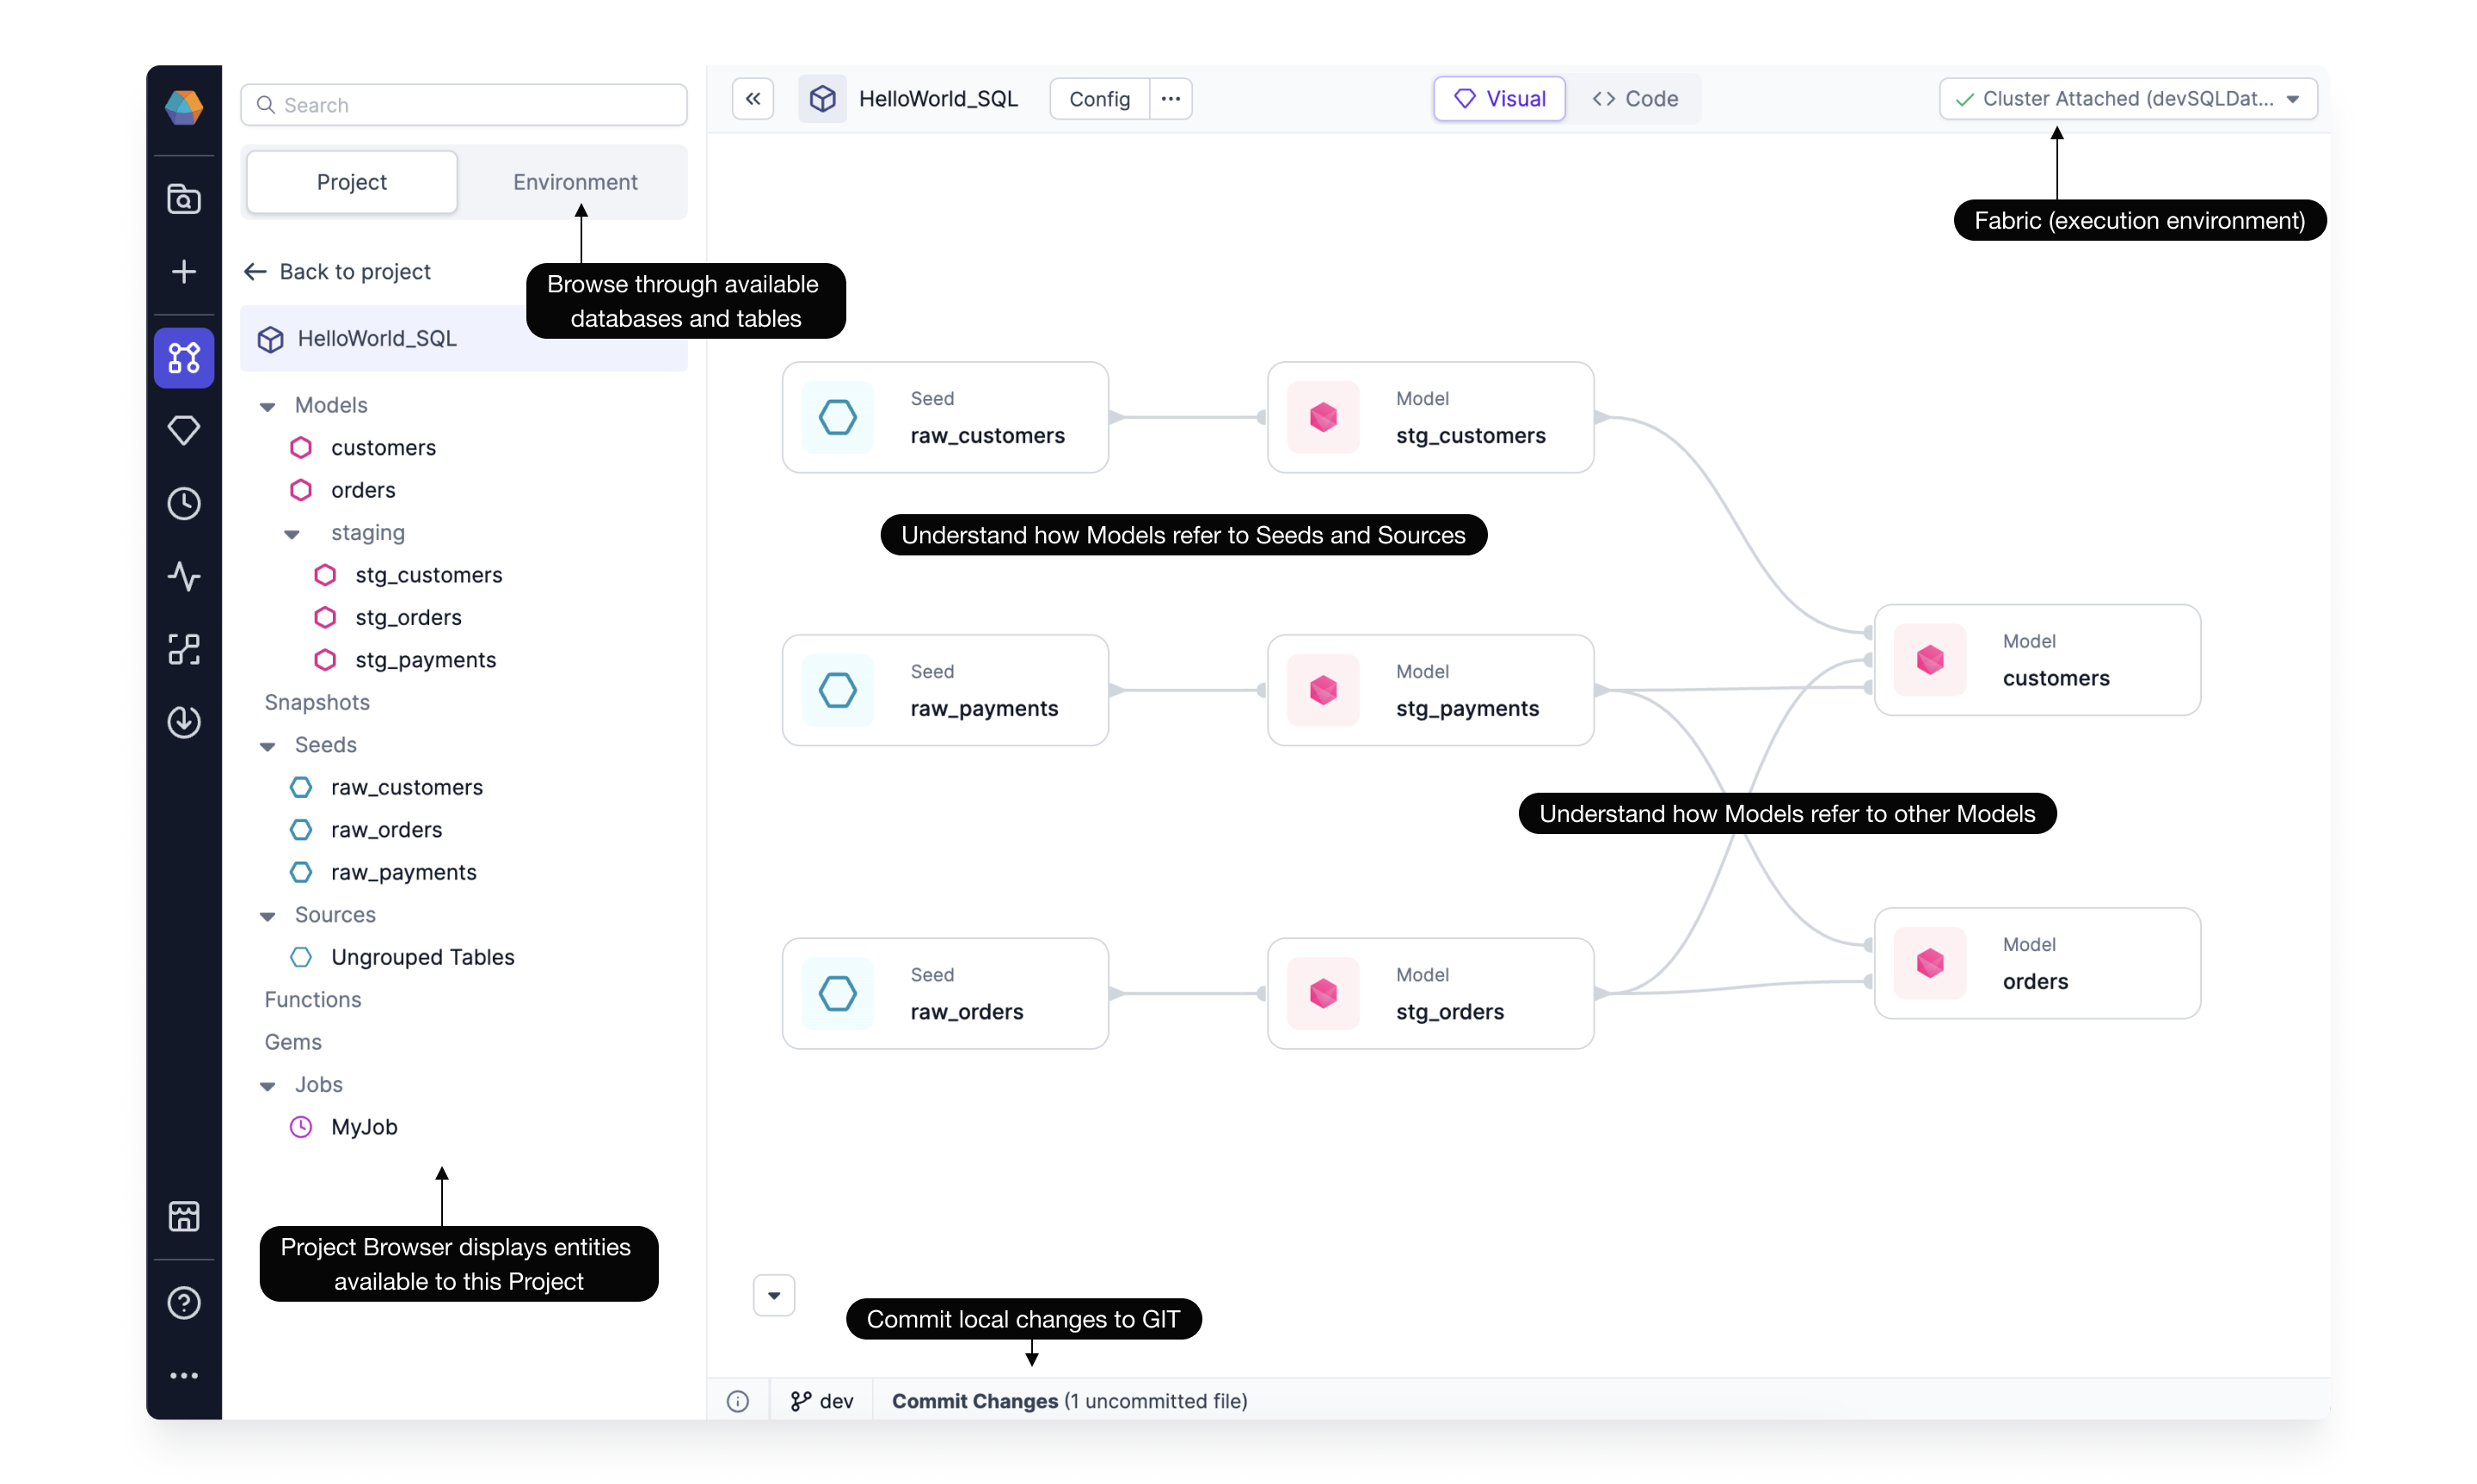 Search
Project
Environment
Back to project
Browse through available
databases and tables
HelloWorld_SQL
Models
customers
orders
staging
stg_customers
stg_orders
stg_payments
Snapshots
Seeds
raw_customers
raw_orders
raw_payments
Sources
Ungrouped Tables
Functions
Gems
Jobs
MyJob
Project Browser displays entities
available to this Project
HelloWorld_SQL
Config
Visual
Code
Cluster Attached (devSQLDat...
Fabric (execution environment)
Seed
raw_customers
Model
stg_customers
Understand how Models refer to Seeds and Sources
Seed
raw_payments
Model
stg_payments
Model
customers
Understand how Models refer to other Models
Seed
raw_orders
Model
stg_orders
Model
orders
Commit local changes to GIT
dev
Commit Changes (1 uncommitted file)